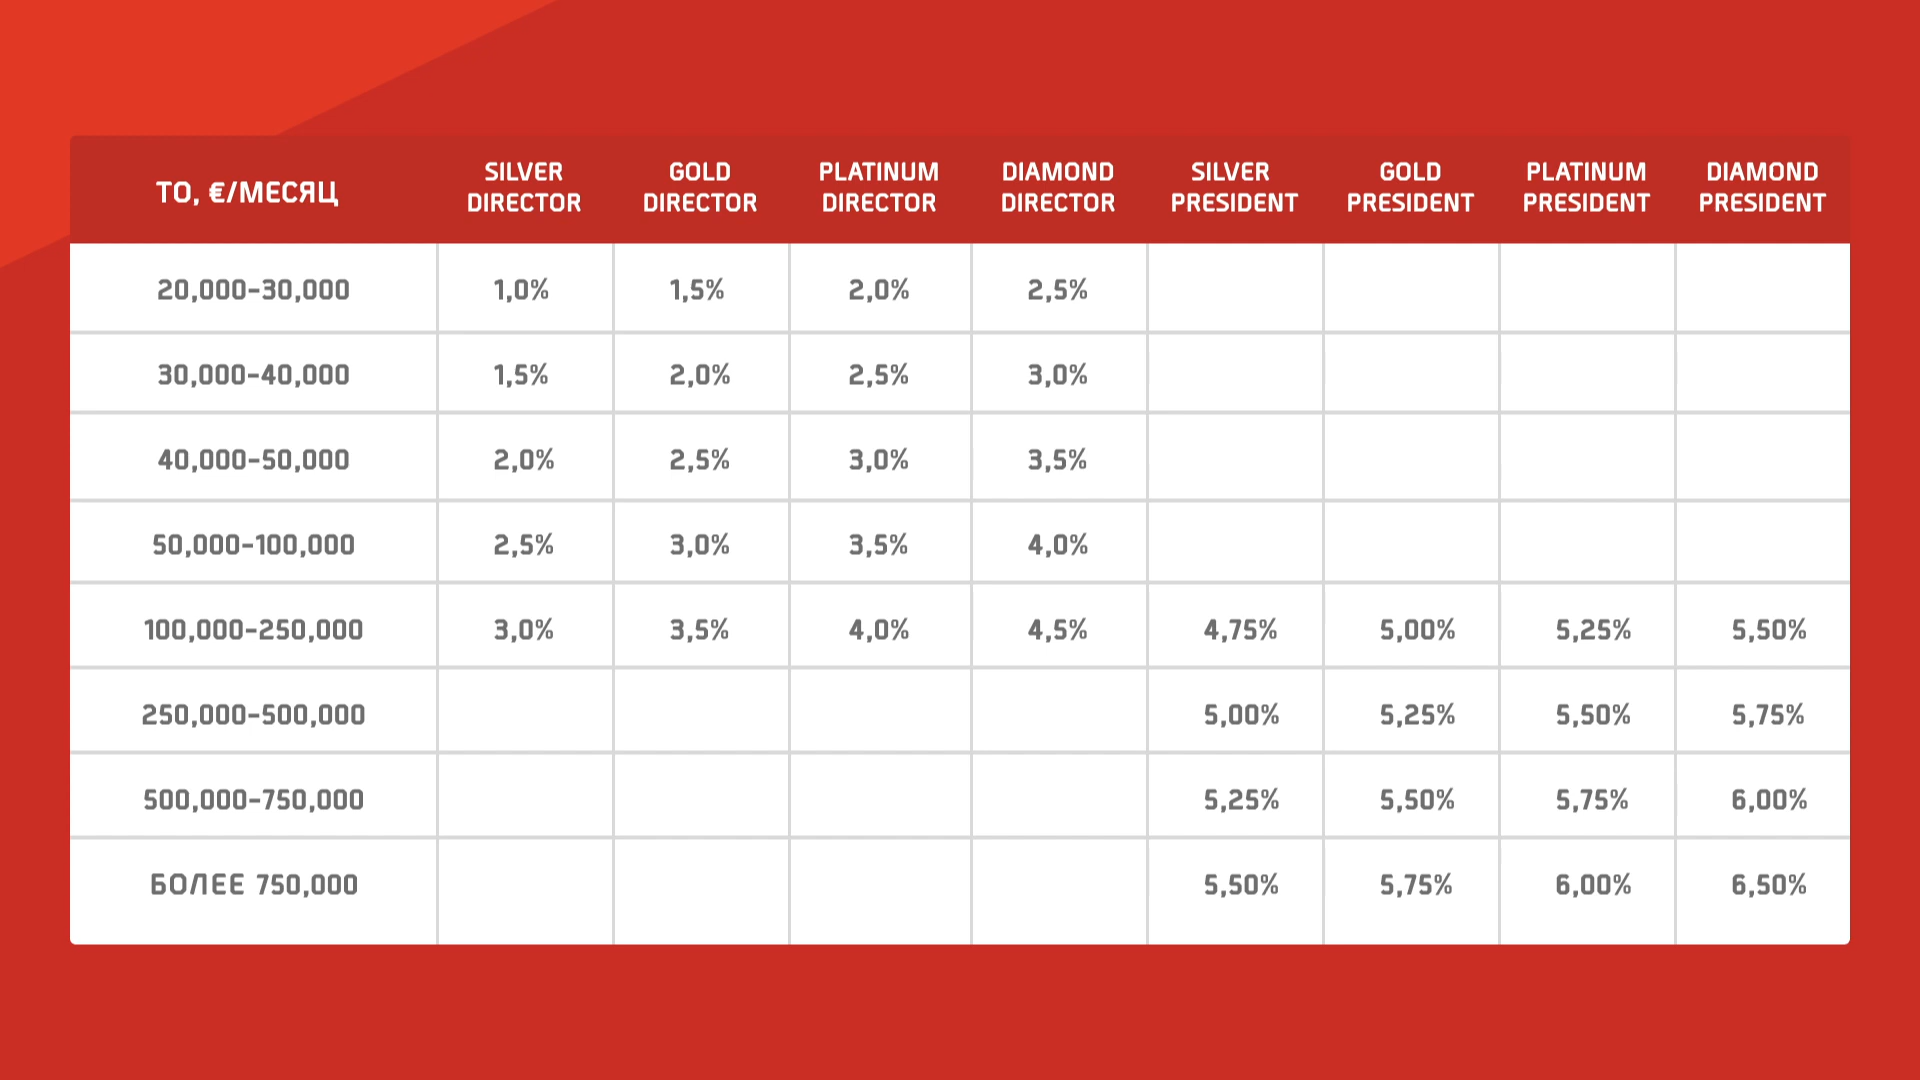 ТО, €/МЕСЯЦ SILVER DIRECTOR GOLD DIRECTOR PLATINUM DIRECTOR DIAMOND DIRECTOR SILVER PRESIDENT GOLD PRESIDENT PLATINUM PRESIDENT DIAMOND PRESIDENT
20,000-30,000 1,0% 1,5% 2,0% 2,5%
30,000-40,000 1,5% 2,0% 2,5% 3,0%
40,000-50,000 2,0% 2,5% 3,0% 3,5%
50,000-100,000 2,5% 3,0% 3,5% 4,0%
100,000-250,000 3,0% 3,5% 4,0% 4,5% 4,75% 5,00% 5,25% 5,50%
250,000-500,000 5,00% 5,25% 5,50% 5,75%
500,000-750,000 5,25% 5,50% 5,75% 6,00%
БОЛЕЕ 750,000 5,50% 5,75% 6,00% 6,50%